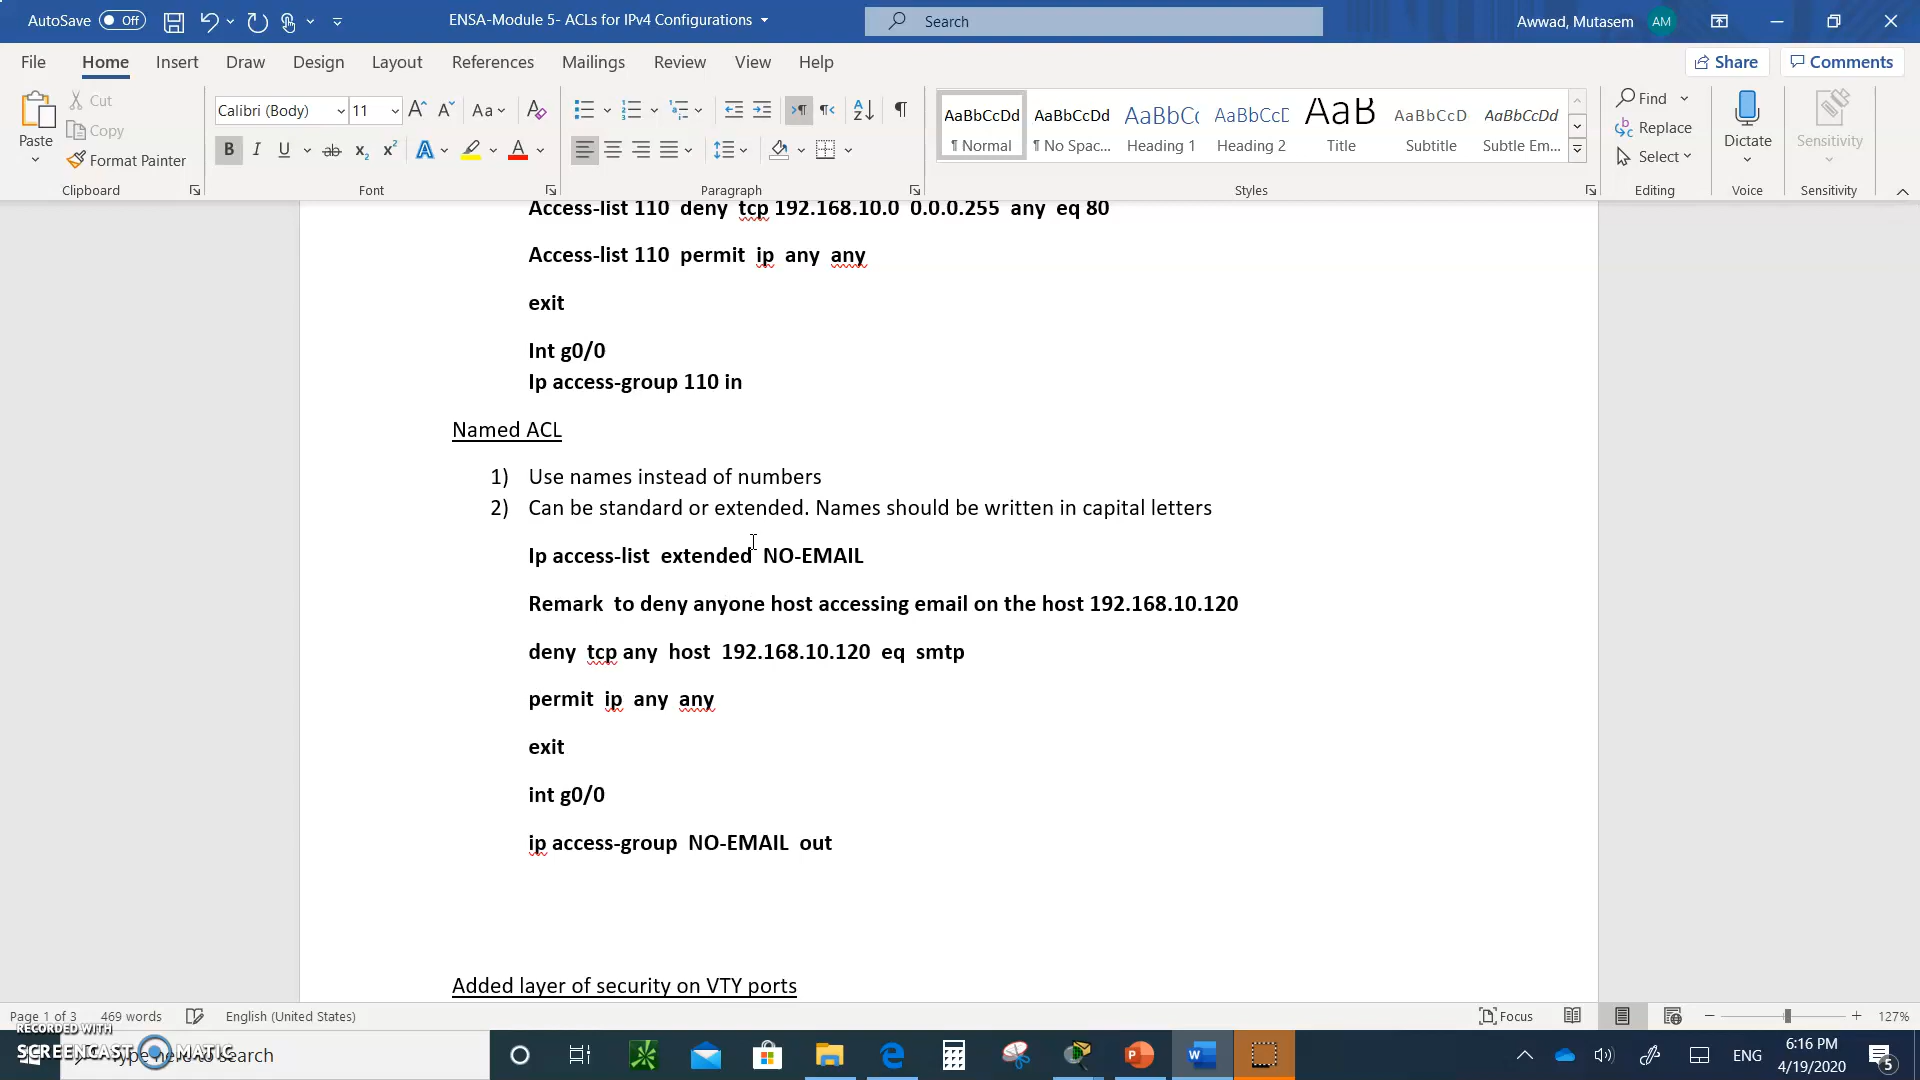 AutoSave Off ENSA-Module 5- ACLs for IPv4 Configurations Search Awwad, Mutasem AM
File Home Insert Draw Design Layout References Mailings Review View Help Share Comments
Paste Cut Copy Format Painter
Calibri (Body) 11 Aa
B I U ab x₂ x² A A
AaBbCcDd AaBbCcDd AaBbCc AaBbCcE AaB AaBbCcD AaBbCcDd
¶ Normal ¶ No Spac... Heading 1 Heading 2 Title Subtitle Subtle Em...
Find Replace Select Dictate Sensitivity
Clipboard Font Paragraph Styles Editing Voice Sensitivity
Access-list 110 deny tcp 192.168.10.0 0.0.0.255 any eq 80
Access-list 110 permit ip any any
exit
Int g0/0
Ip access-group 110 in
Named ACL
1) Use names instead of numbers
2) Can be standard or extended. Names should be written in capital letters
Ip access-list extended NO-EMAIL
Remark to deny anyone host accessing email on the host 192.168.10.120
deny tcp any host 192.168.10.120 eq smtp
permit ip any any
exit
int g0/0
ip access-group NO-EMAIL out
Added layer of security on VTY ports
Page 1 of 3 469 words English (United States) Focus 127%
RECORDED WITH
SCREENCAST MATIC
Type here to search
ENG 6:16 PM
4/19/2020 5